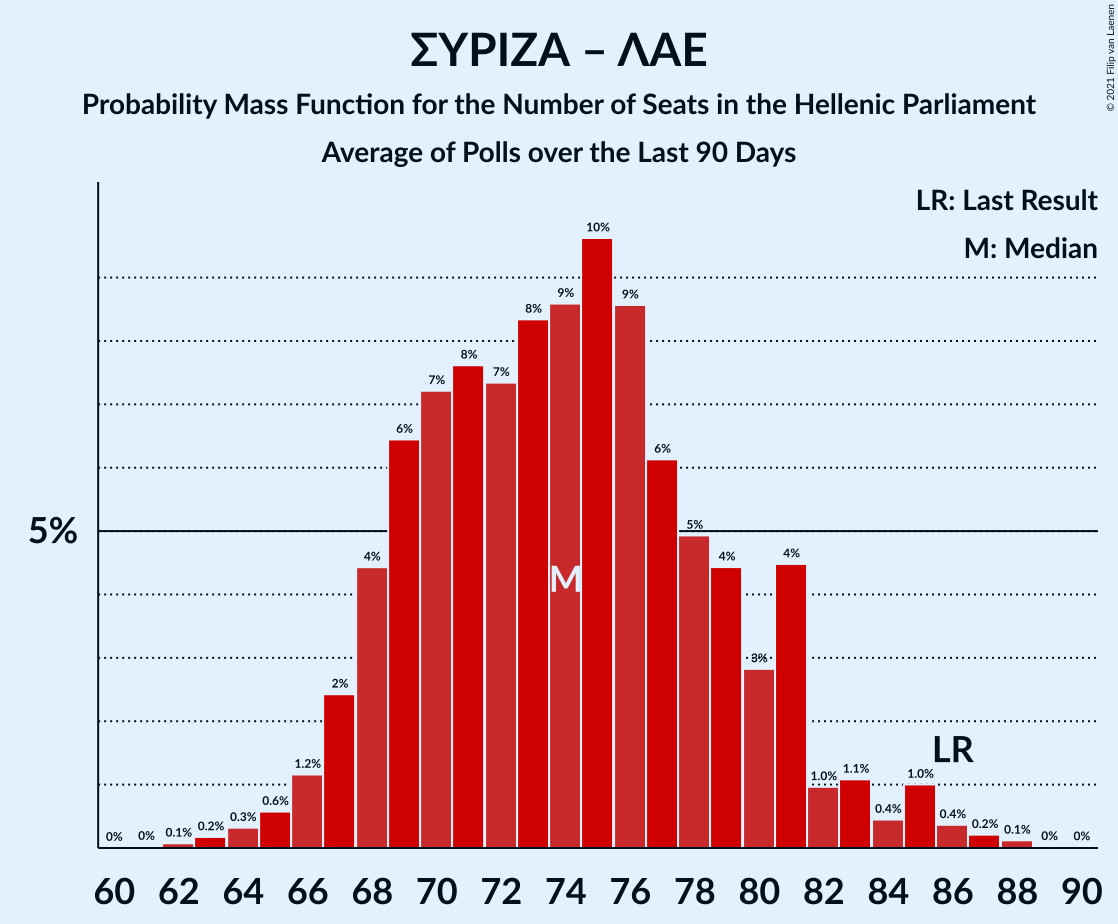 ΣΥΡΙΖΑ – ΛΑΕ
Probability Mass Function for the Number of Seats in the Hellenic Parliament
Average of Polls over the Last 90 Days
© 2021 Filip van Laenen
LR: Last Result
M: Median
5%
0% 0% 0.1% 0.2% 0.3% 0.6% 1.2% 2% 4% 6% 7% 8% 7% 8% 9% 10% 9% 6% 5% 4% 3% 4% 1.0% 1.1% 0.4% 1.0% 0.4% 0.2% 0.1% 0% 0%
M
LR
60 62 64 66 68 70 72 74 76 78 80 82 84 86 88 90